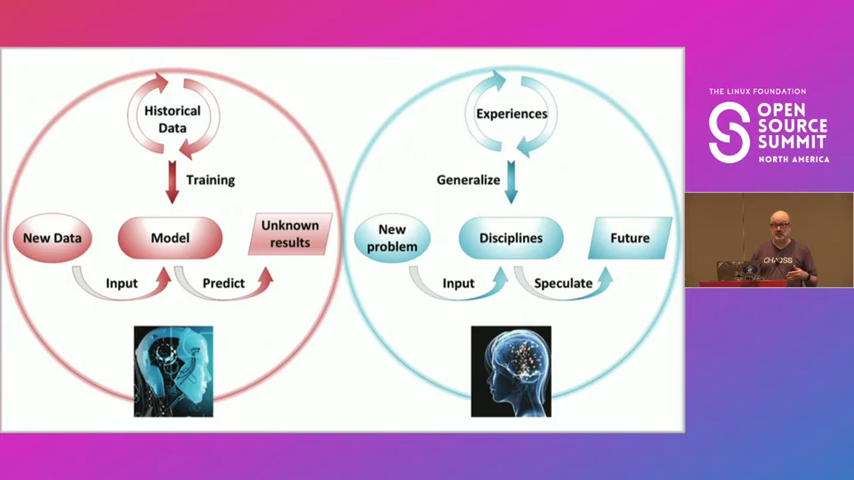 Historical
Data
Training
New Data
Model
Unknown
results
Input
Predict
Experiences
Generalize
New
problem
Disciplines
Future
Input
Speculate
THE LINUX FOUNDATION
OPEN
SOURCE
SUMMIT
NORTH AMERICA
CHAOSS